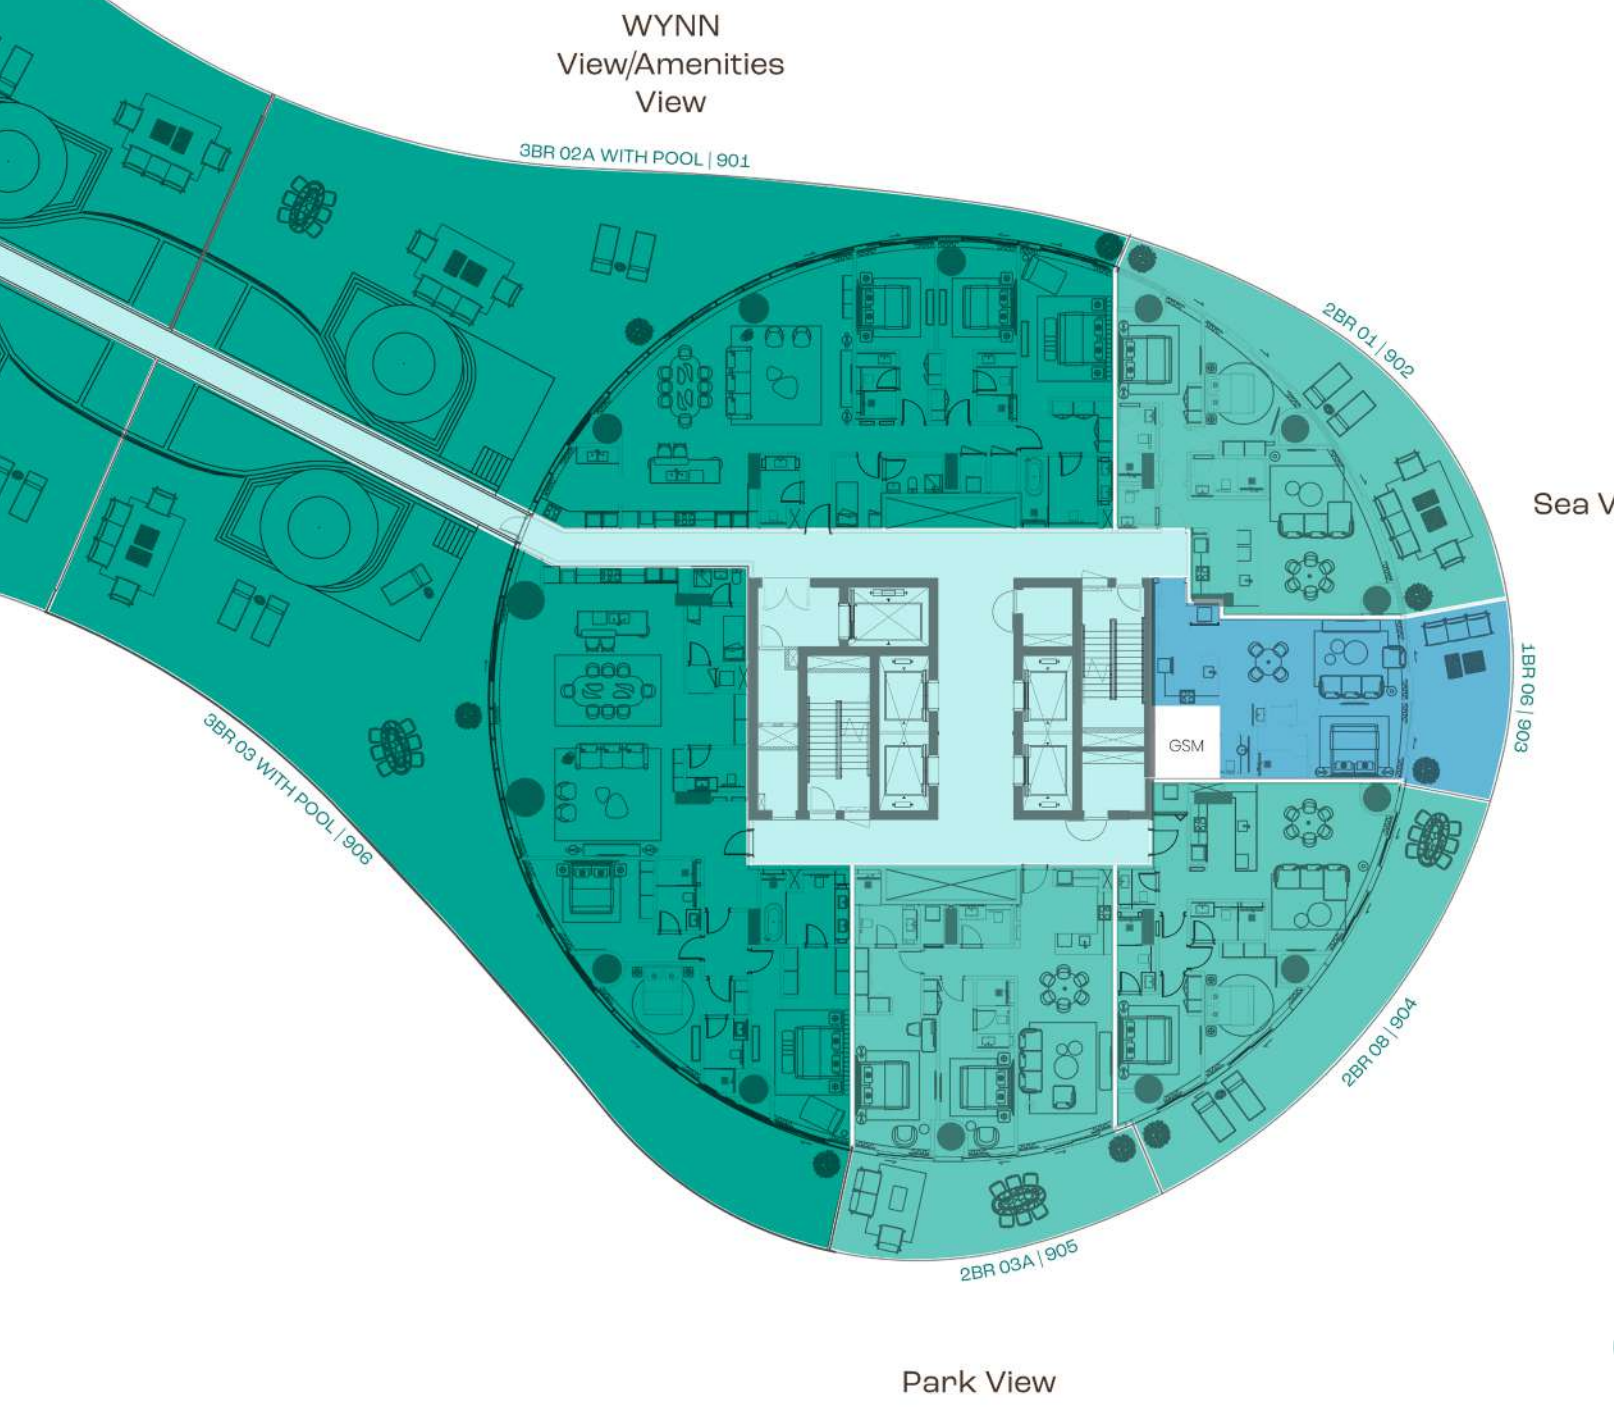 WYNN
View/Amenities
View
3BR 02A WITH POOL | 901
2BR 01 | 902
Sea V
1BR 06 | 903
GSM
3BR 03 WITH POOL | 906
2BR 08 | 904
2BR 03A | 905
Park View